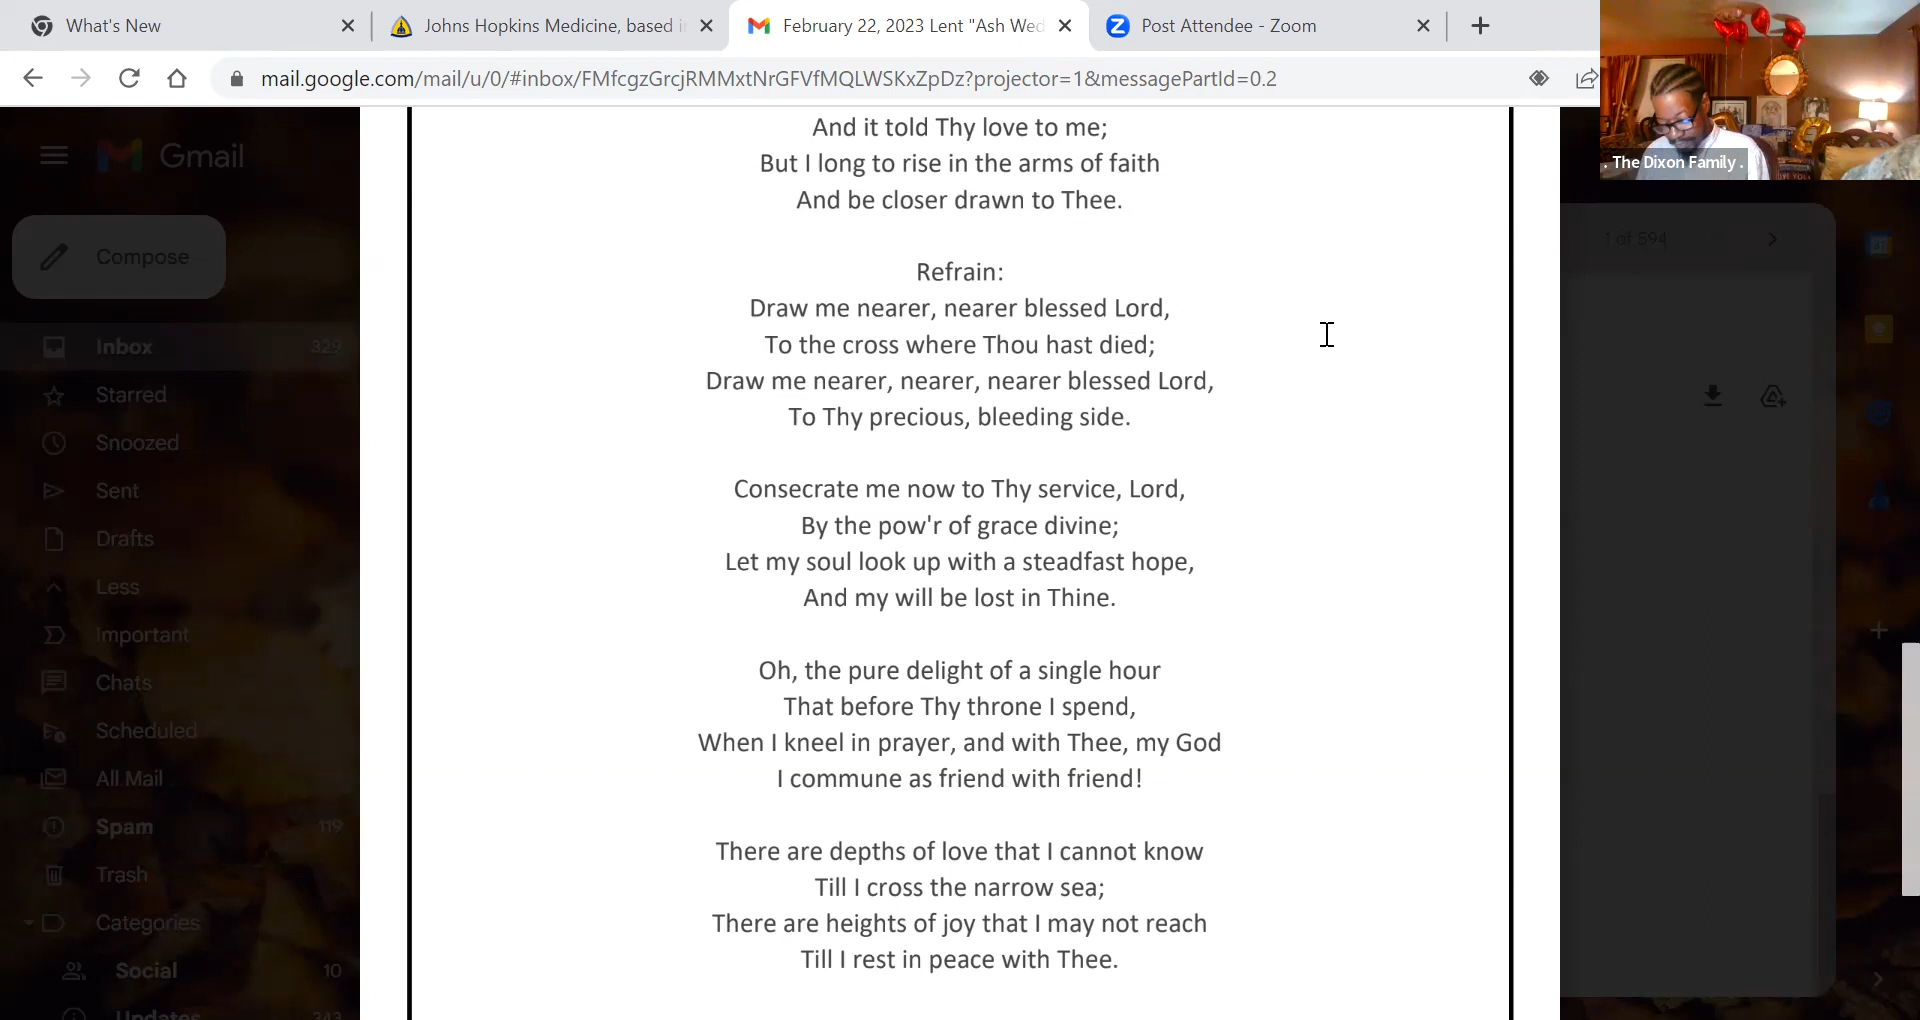 What's New
Johns Hopkins Medicine, based i
February 22, 2023 Lent "Ash Wed
Post Attendee - Zoom
mail.google.com/mail/u/0/#inbox/FMfcgzGrcjRMMxtNrGFVfMQLWSKxZpDz?projector=1&messagePartId=0.2
. The Dixon Family .
Gmail
Compose
1 of 594
Inbox 329
Starred
Snoozed
Sent
Drafts
Less
Important
Chats
Scheduled
All Mail
Spam 119
Trash
Categories
Social 10
Updates 343
And it told Thy love to me;
But I long to rise in the arms of faith
And be closer drawn to Thee.
Refrain:
Draw me nearer, nearer blessed Lord,
To the cross where Thou hast died;
Draw me nearer, nearer, nearer blessed Lord,
To Thy precious, bleeding side.
Consecrate me now to Thy service, Lord,
By the pow'r of grace divine;
Let my soul look up with a steadfast hope,
And my will be lost in Thine.
Oh, the pure delight of a single hour
That before Thy throne I spend,
When I kneel in prayer, and with Thee, my God
I commune as friend with friend!
There are depths of love that I cannot know
Till I cross the narrow sea;
There are heights of joy that I may not reach
Till I rest in peace with Thee.